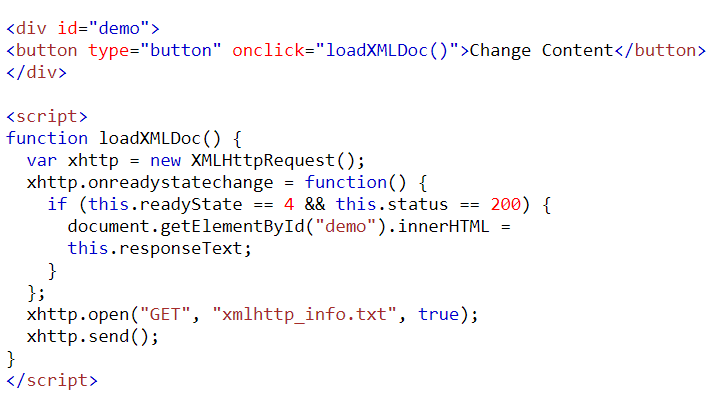 <div id="demo">
<button type="button" onclick="loadXMLDoc()">Change Content</button>
</div>
<script>
function loadXMLDoc() {
  var xhttp = new XMLHttpRequest();
  xhttp.onreadystatechange = function() {
    if (this.readyState == 4 && this.status == 200) {
      document.getElementById("demo").innerHTML =
      this.responseText;
    }
  };
  xhttp.open("GET", "xmlhttp_info.txt", true);
  xhttp.send();
}
</script>